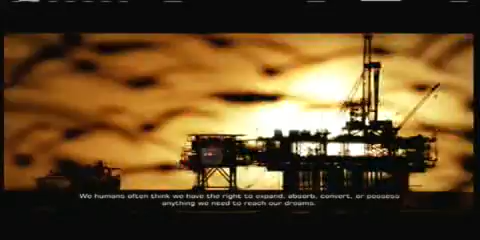 We humans often think we have the right to expand, absorb, convert, or possess
anything we need to reach our dreams.